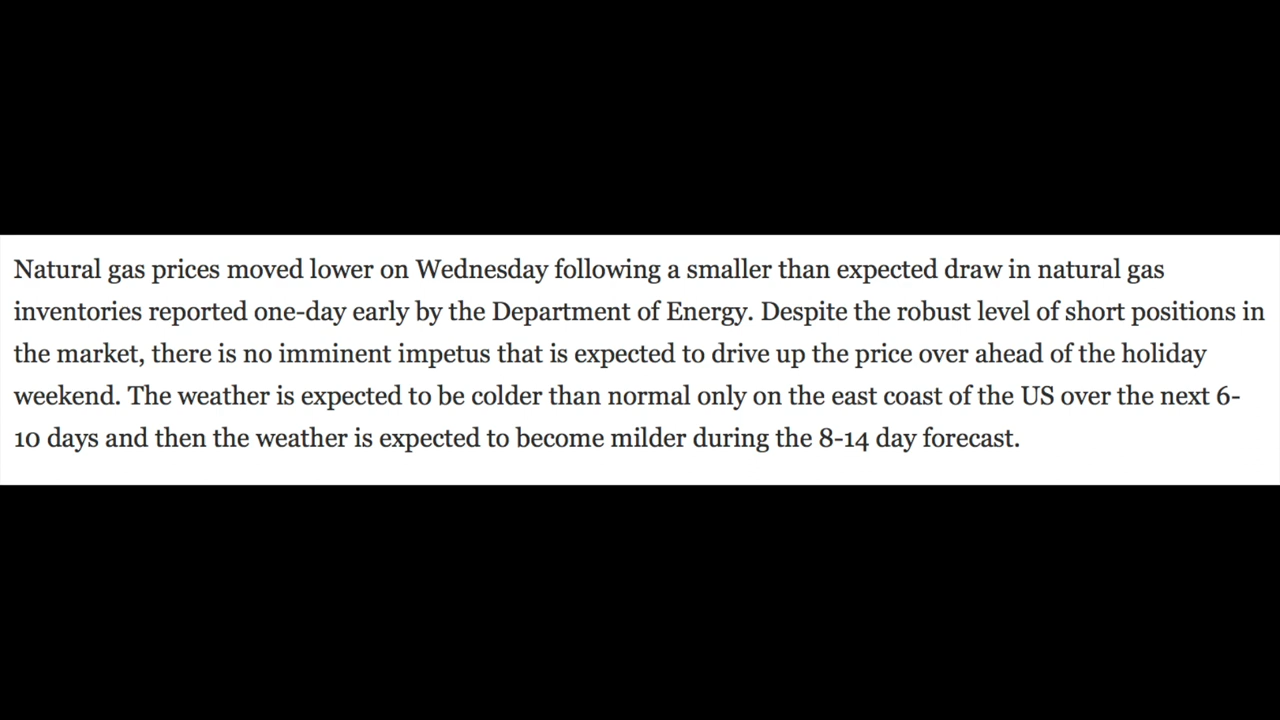 Natural gas prices moved lower on Wednesday following a smaller than expected draw in natural gas
inventories reported one-day early by the Department of Energy. Despite the robust level of short positions in
the market, there is no imminent impetus that is expected to drive up the price over ahead of the holiday
weekend. The weather is expected to be colder than normal only on the east coast of the US over the next 6-
10 days and then the weather is expected to become milder during the 8-14 day forecast.